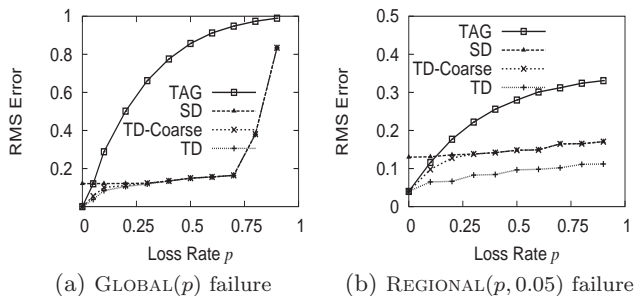 1
0.8
0.6
0.4
0.2
RMS Error
TAG
SD
TD-Coarse
TD
0 0.25 0.5 0.75 1
Loss Rate p
(a) GLOBAL(p) failure
0.5
0.4
0.3
0.2
0.1
0
RMS Error
TAG
SD
TD-Coarse
TD
0 0.25 0.5 0.75 1
Loss Rate p
(b) REGIONAL(p, 0.05) failure